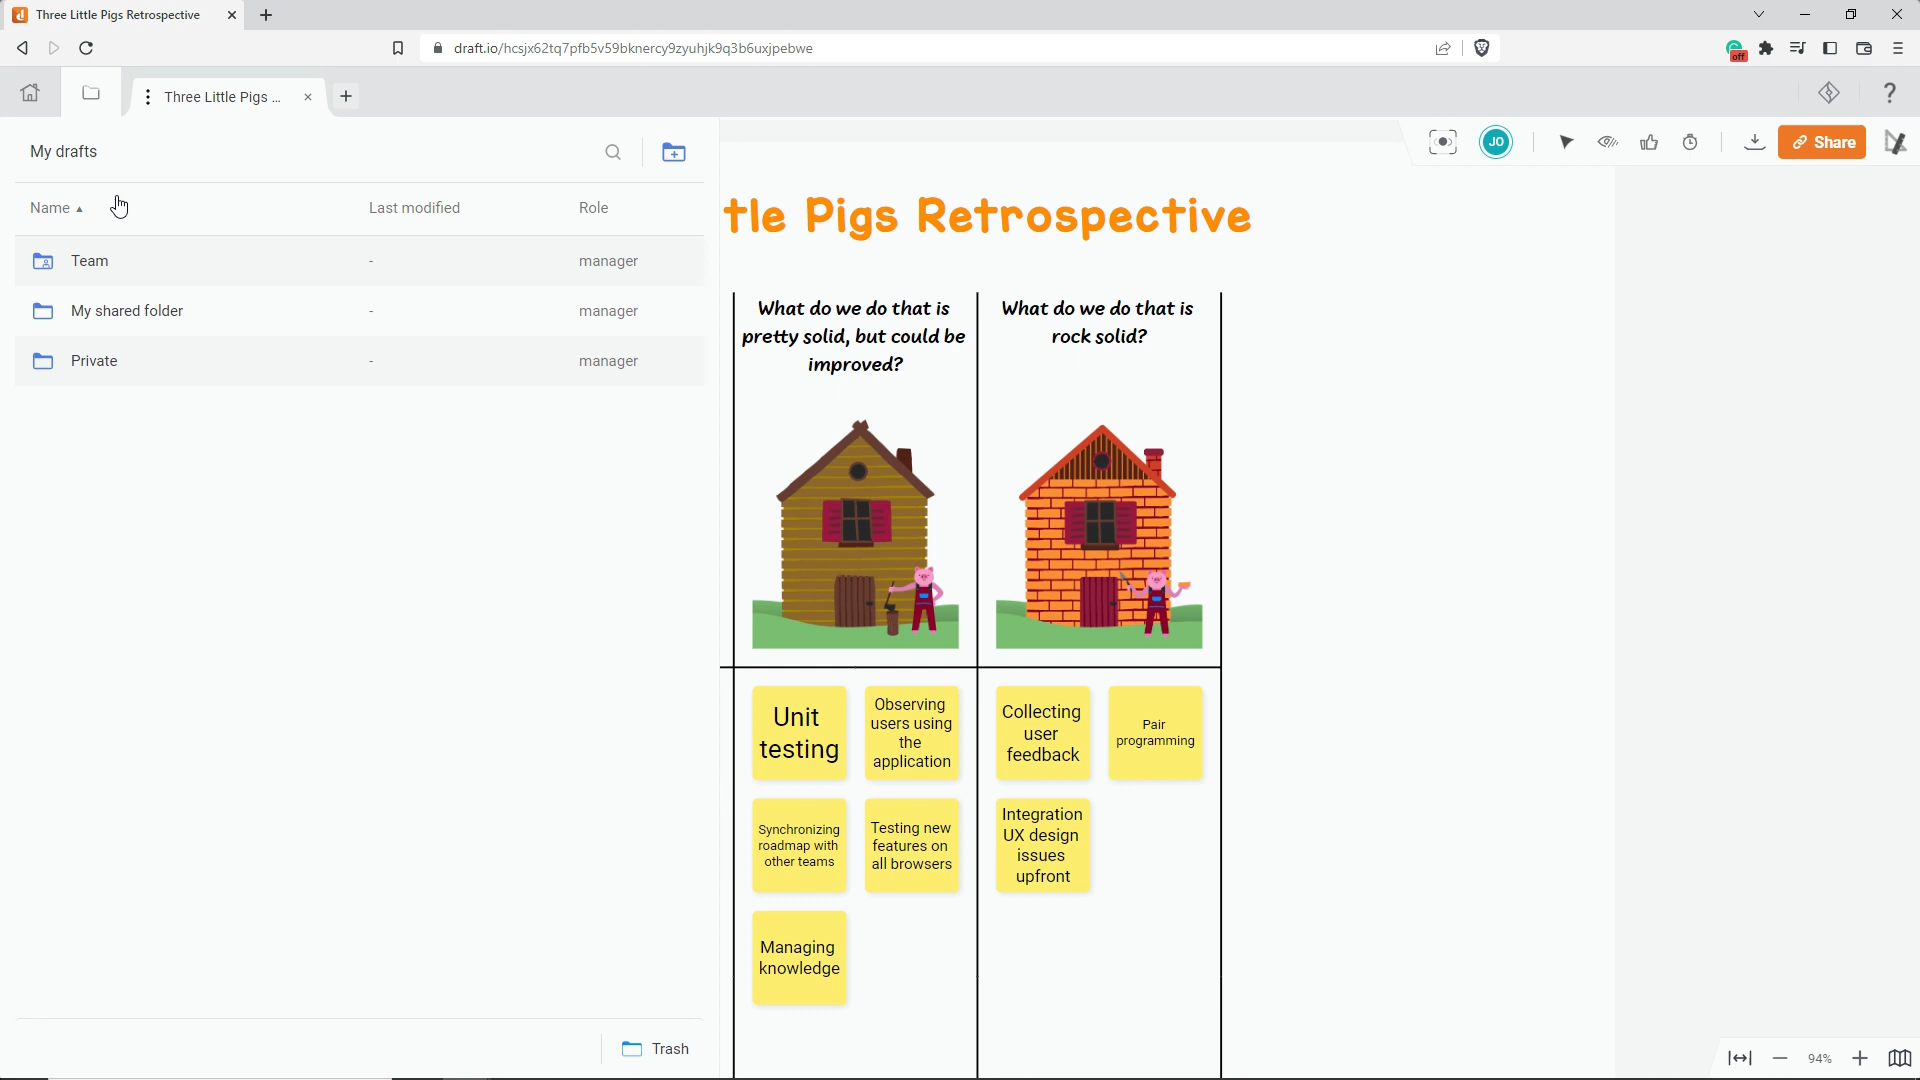 Three Little Pigs Retrospective
draft.io/hcsjx62tq7pfb5v59bknercy9zyuhjk9q3b6uxjpebwe
off
Three Little Pigs ...
?
My drafts
JO
Share
Name
Last modified
Role
Team
-
manager
My shared folder
-
manager
Private
-
manager
Trash
tle Pigs Retrospective
What do we do that is
pretty solid, but could be
improved?
What do we do that is
rock solid?
Unit
testing
Observing
users using
the
application
Collecting
user
feedback
Pair
programming
Synchronizing
roadmap with
other teams
Testing new
features on
all browsers
Integration
UX design
issues
upfront
Managing
knowledge
94%